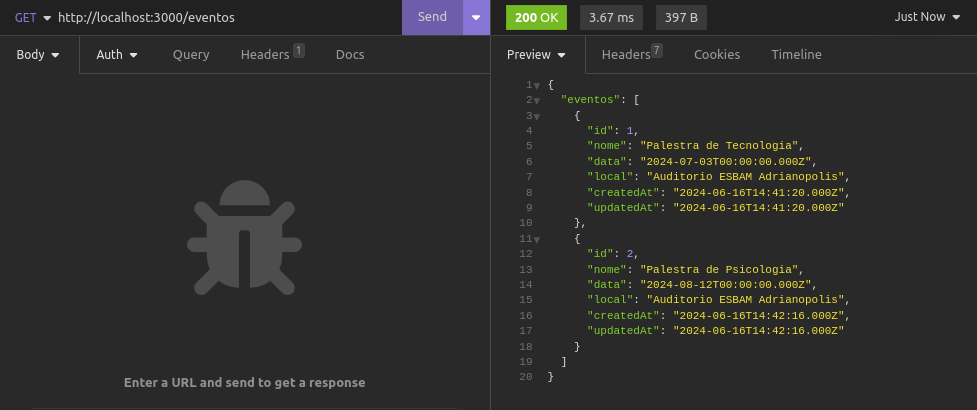 GET http://localhost:3000/eventos Send
Body Auth Query Headers 1 Docs
Enter a URL and send to get a response
200 OK 3.67 ms 397 B Just Now
Preview Headers 7 Cookies Timeline
1 {
2 "eventos": [
3 {
4 "id": 1,
5 "nome": "Palestra de Tecnologia",
6 "data": "2024-07-03T00:00:00.000Z",
7 "local": "Auditorio ESBAM Adrianopolis",
8 "createdAt": "2024-06-16T14:41:20.000Z",
9 "updatedAt": "2024-06-16T14:41:20.000Z"
10 },
11 {
12 "id": 2,
13 "nome": "Palestra de Psicologia",
14 "data": "2024-08-12T00:00:00.000Z",
15 "local": "Auditorio ESBAM Adrianopolis",
16 "createdAt": "2024-06-16T14:42:16.000Z",
17 "updatedAt": "2024-06-16T14:42:16.000Z"
18 }
19 ]
20 }